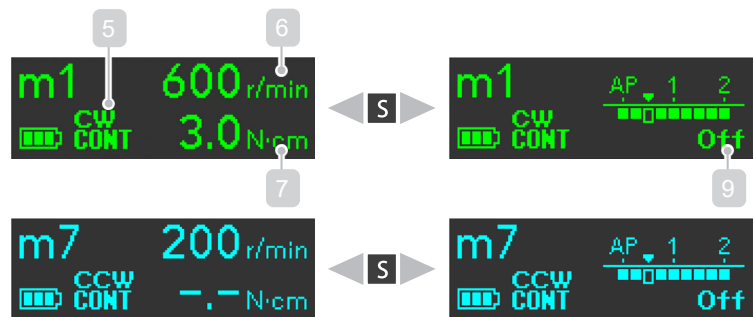 5
6
m1 600 r/min
CW
CONT 3.0 N·cm
7
S
m1 AP 1 2
CW
CONT Off
9
m7 200 r/min
CCW
CONT -.- N·cm
S
m7 AP 1 2
CCW
CONT Off